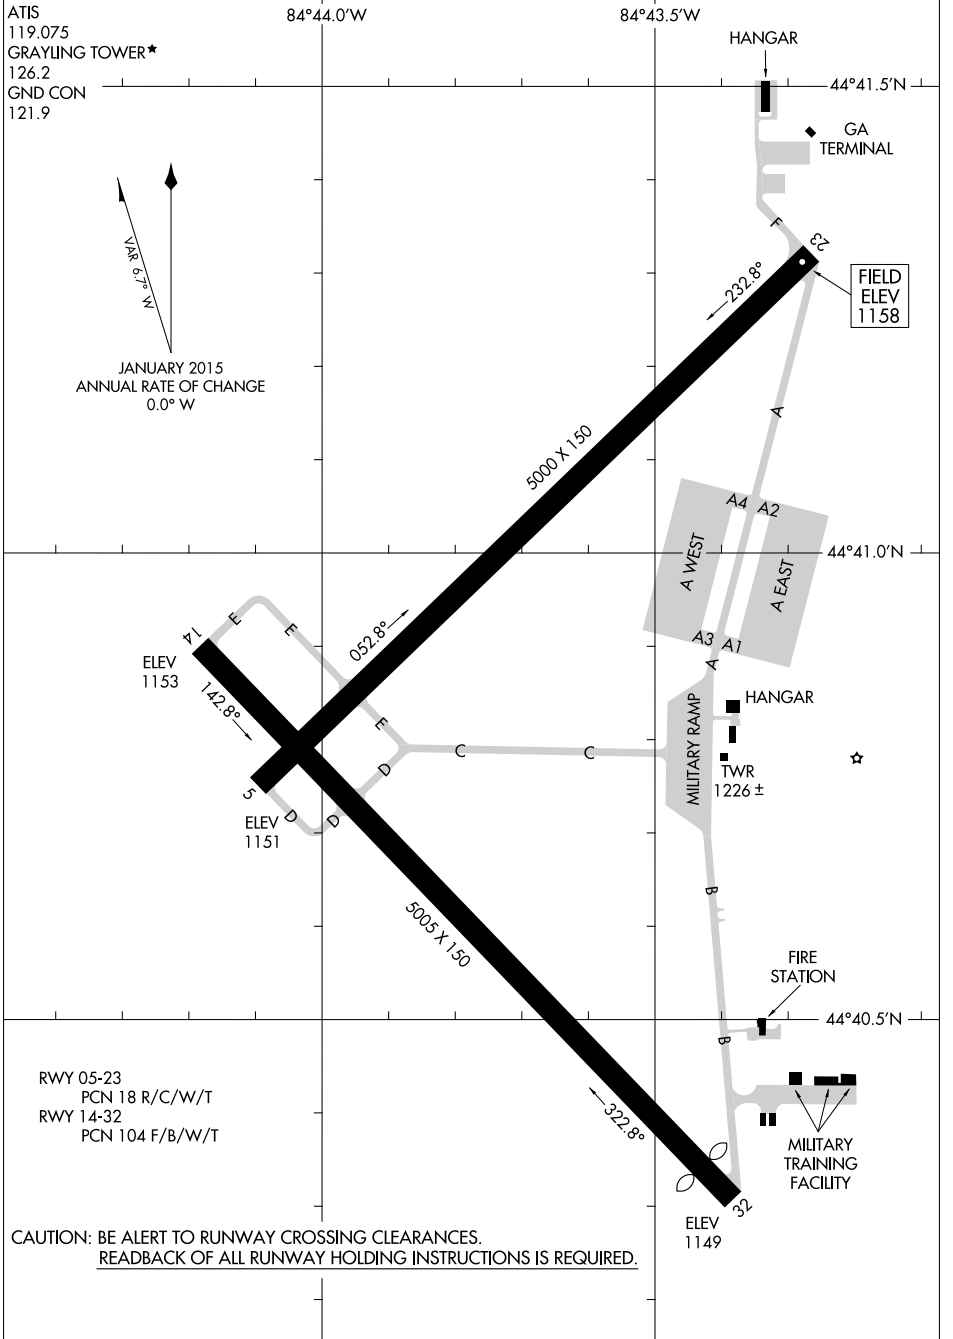 ATIS
119.075
GRAYLING TOWER★
126.2
GND CON
121.9
84°44.0'W
84°43.5'W
HANGAR
44°41.5'N
GA
TERMINAL
F
23
VAR 6.7° W
232.8°
FIELD
ELEV
1158
JANUARY 2015
ANNUAL RATE OF CHANGE
0.0° W
A
5000 X 150
A4
A2
A WEST
A EAST
44°41.0'N
A3
A1
A
E
E
14
052.8°
ELEV
1153
142.8°
E
MILITARY RAMP
HANGAR
C
C
D
TWR
1226 ±
5
D
D
ELEV
1151
B
5005 X 150
FIRE
STATION
44°40.5'N
B
RWY 05-23
PCN 18 R/C/W/T
RWY 14-32
PCN 104 F/B/W/T
322.8°
MILITARY
TRAINING
FACILITY
32
ELEV
1149
CAUTION: BE ALERT TO RUNWAY CROSSING CLEARANCES.
READBACK OF ALL RUNWAY HOLDING INSTRUCTIONS IS REQUIRED.